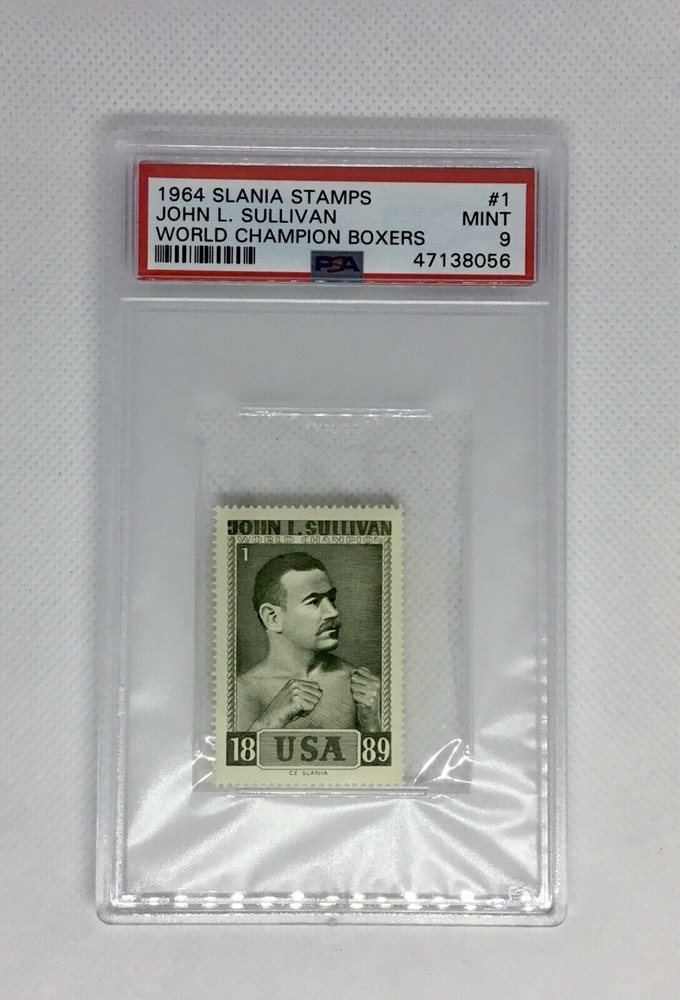 1964 SLANIA STAMPS #1
JOHN L. SULLIVAN MINT
WORLD CHAMPION BOXERS 9
PSA 47138056
JOHN L. SULLIVAN
WORLD CHAMPION
1
18 USA 89
CZ SLANIA